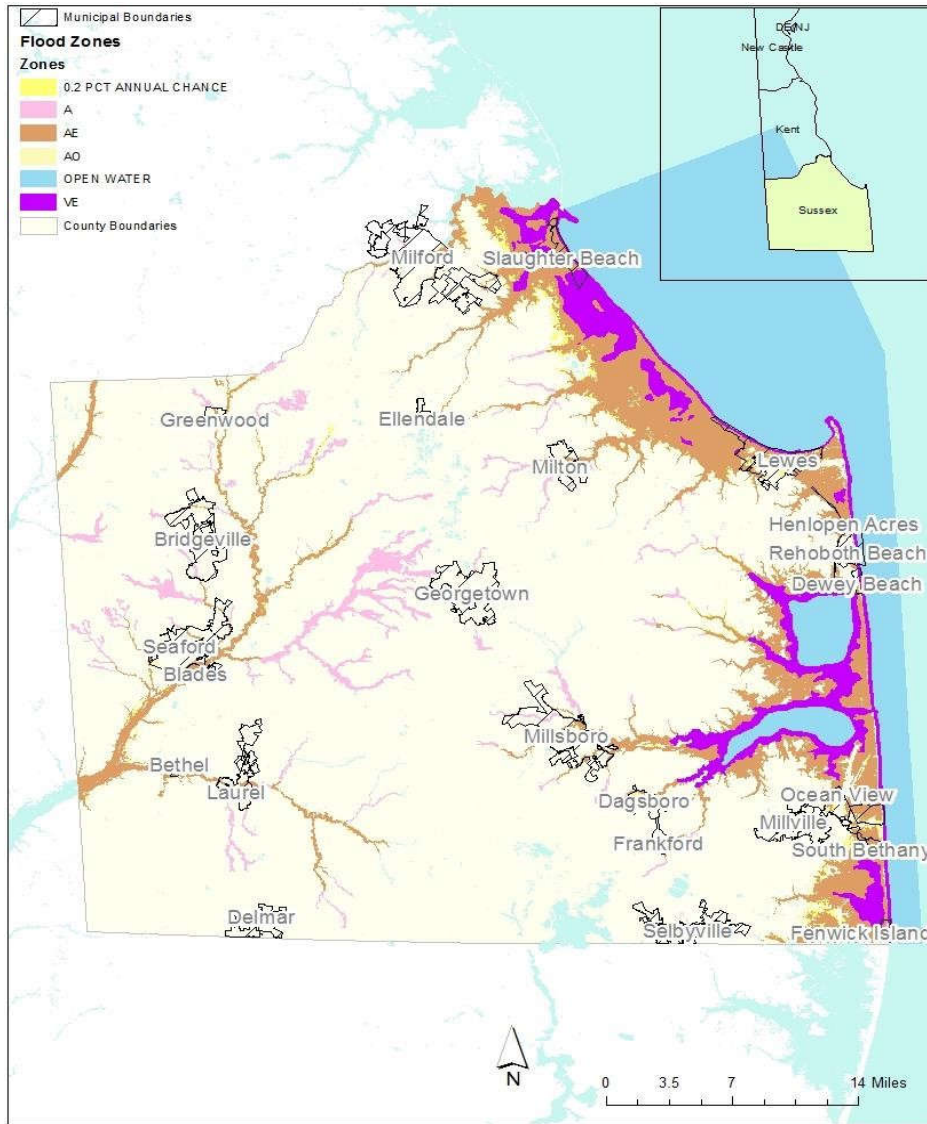 Municipal Boundaries
Flood Zones
Zones
0.2 PCT ANNUAL CHANCE
A
AE
AO
OPEN WATER
VE
County Boundaries
DE/NJ
New Castle
Kent
Sussex
Milford
Slaughter Beach
Greenwood
Ellendale
Milton
Lewes
Bridgeville
Henlopen Acres
Rehoboth Beach
Dewey Beach
Georgetown
Seaford
Blades
Millsboro
Bethel
Laurel
Dagsboro
Ocean View
Millville
Frankford
South Bethany
Delmar
Selbyville
Fenwick Island
N
0 3.5 7 14 Miles